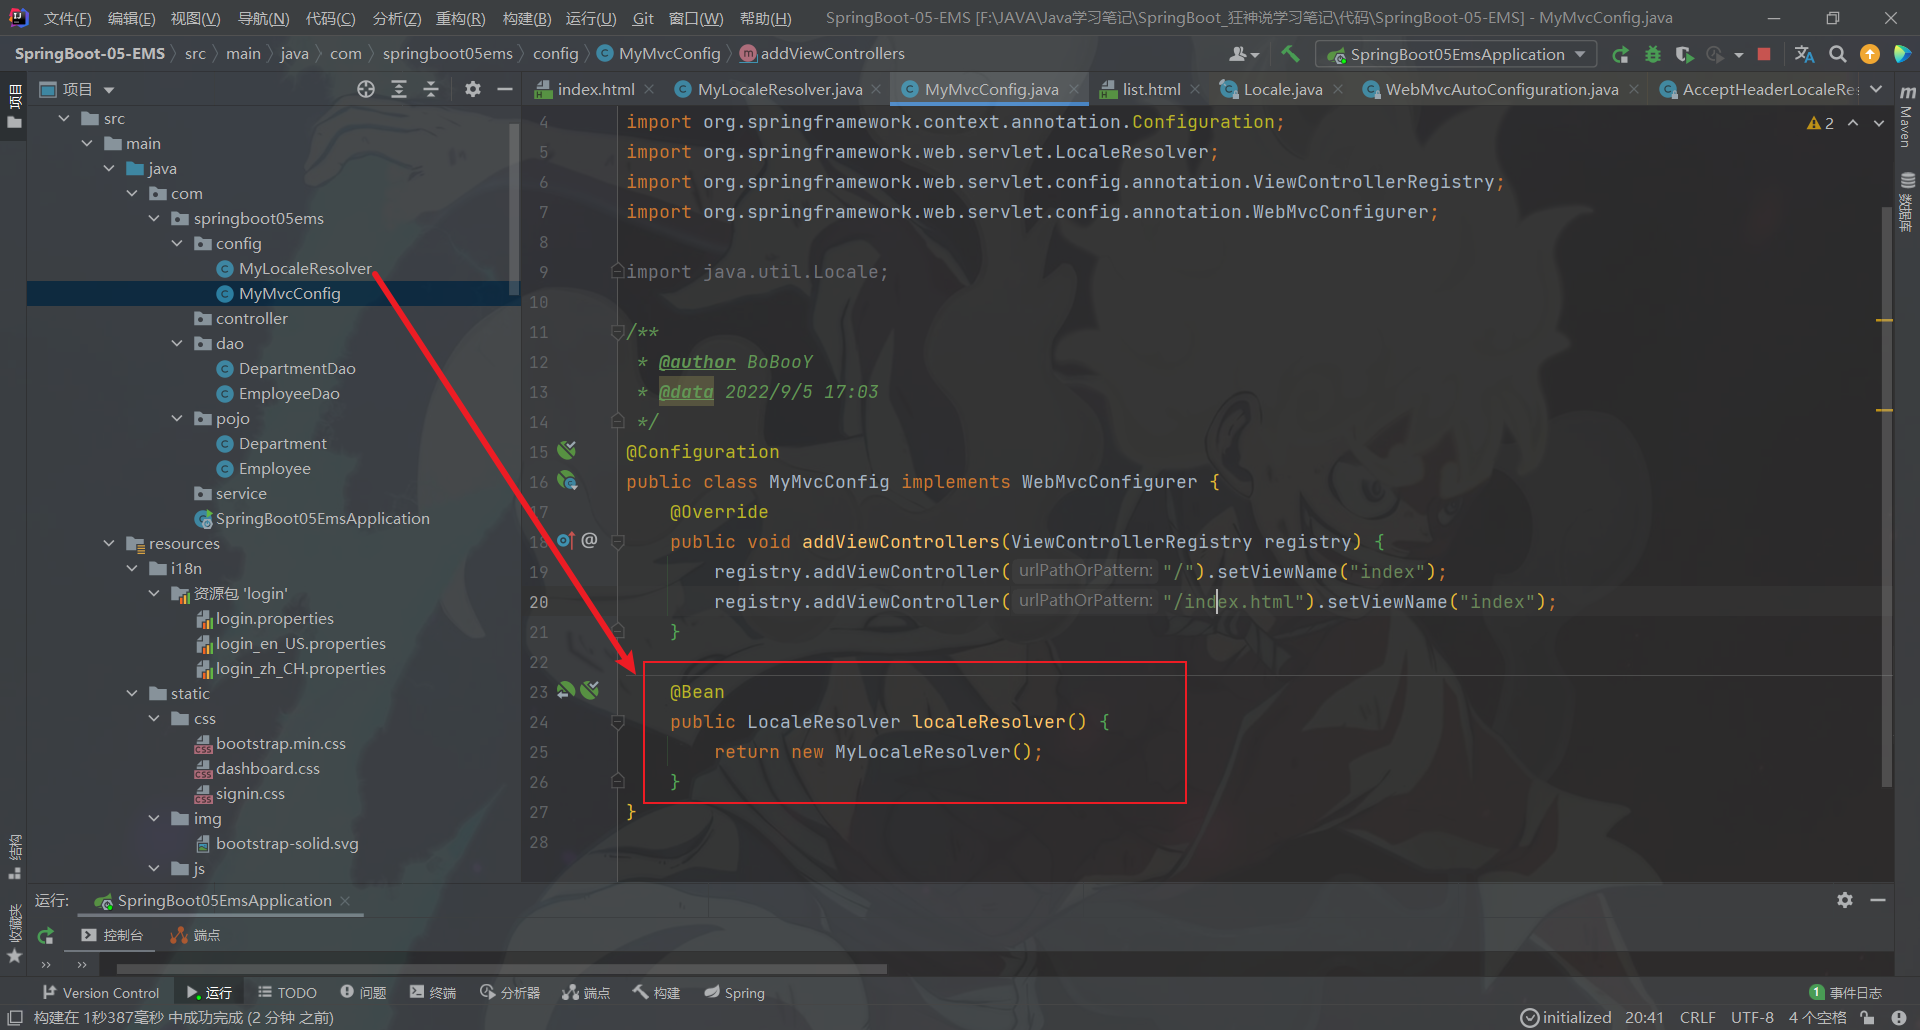 文件(F) 编辑(E) 视图(V) 导航(N) 代码(C) 分析(Z) 重构(R) 构建(B) 运行(U) Git 窗口(W) 帮助(H) SpringBoot-05-EMS [F:\JAVA\Java学习笔记\SpringBoot_狂神说学习笔记\代码\SpringBoot-05-EMS] - MyMvcConfig.java
SpringBoot-05-EMS src main java com springboot05ems config MyMvcConfig addViewControllers SpringBoot05EmsApplication
项目
index.html MyLocaleResolver.java MyMvcConfig.java list.html Locale.java WebMvcAutoConfiguration.java AcceptHeaderLocaleRe
项目
结构
收藏夹
Maven
数据库
src
main
java
com
springboot05ems
config
MyLocaleResolver
MyMvcConfig
controller
dao
DepartmentDao
EmployeeDao
pojo
Department
Employee
service
SpringBoot05EmsApplication
resources
i18n
资源包 'login'
login.properties
login_en_US.properties
login_zh_CH.properties
static
css
bootstrap.min.css
dashboard.css
signin.css
img
bootstrap-solid.svg
js
2
4 import org.springframework.context.annotation.Configuration;
5 import org.springframework.web.servlet.LocaleResolver;
6 import org.springframework.web.servlet.config.annotation.ViewControllerRegistry;
7 import org.springframework.web.servlet.config.annotation.WebMvcConfigurer;
8
9 import java.util.Locale;
10
11 /**
12 * @author BoBooY
13 * @data 2022/9/5 17:03
14 */
15 @Configuration
16 public class MyMvcConfig implements WebMvcConfigurer {
17 @Override
18 public void addViewControllers(ViewControllerRegistry registry) {
19 registry.addViewController( urlPathOrPattern: "/").setViewName("index");
20 registry.addViewController( urlPathOrPattern: "/index.html").setViewName("index");
21 }
22
23 @Bean
24 public LocaleResolver localeResolver() {
25 return new MyLocaleResolver();
26 }
27 }
28
运行: SpringBoot05EmsApplication
控制台 端点
Version Control 运行 TODO 问题 终端 分析器 端点 构建 Spring 1 事件日志
构建在 1秒387毫秒 中成功完成 (2 分钟 之前) initialized 20:41 CRLF UTF-8 4 个空格